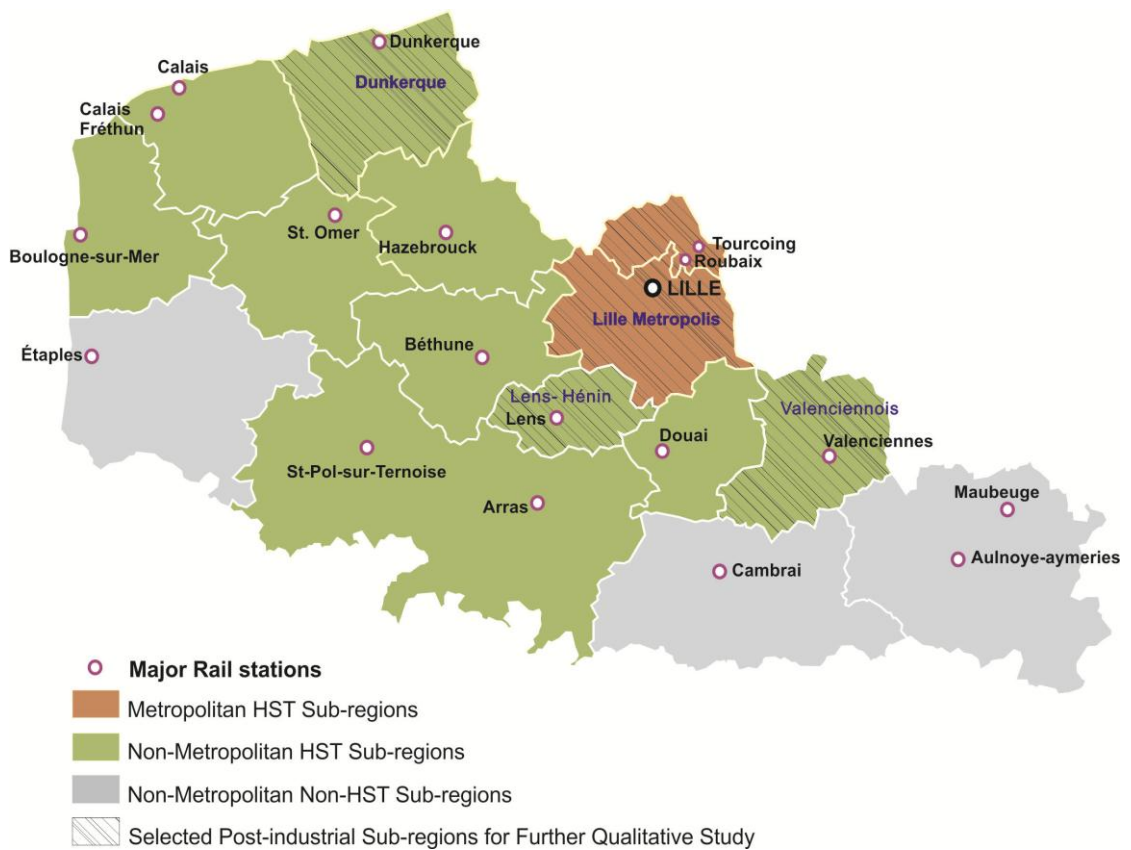 Dunkerque
Dunkerque
Calais
Calais
Fréthun
St. Omer
Hazebrouck
Boulogne-sur-Mer
Tourcoing
Roubaix
LILLE
Lille Metropolis
Étaples
Béthune
Lens- Hénin
Lens
Valenciennois
Douai
Valenciennes
St-Pol-sur-Ternoise
Arras
Maubeuge
Cambrai
Aulnoye-aymeries
Major Rail stations
Metropolitan HST Sub-regions
Non-Metropolitan HST Sub-regions
Non-Metropolitan Non-HST Sub-regions
Selected Post-industrial Sub-regions for Further Qualitative Study